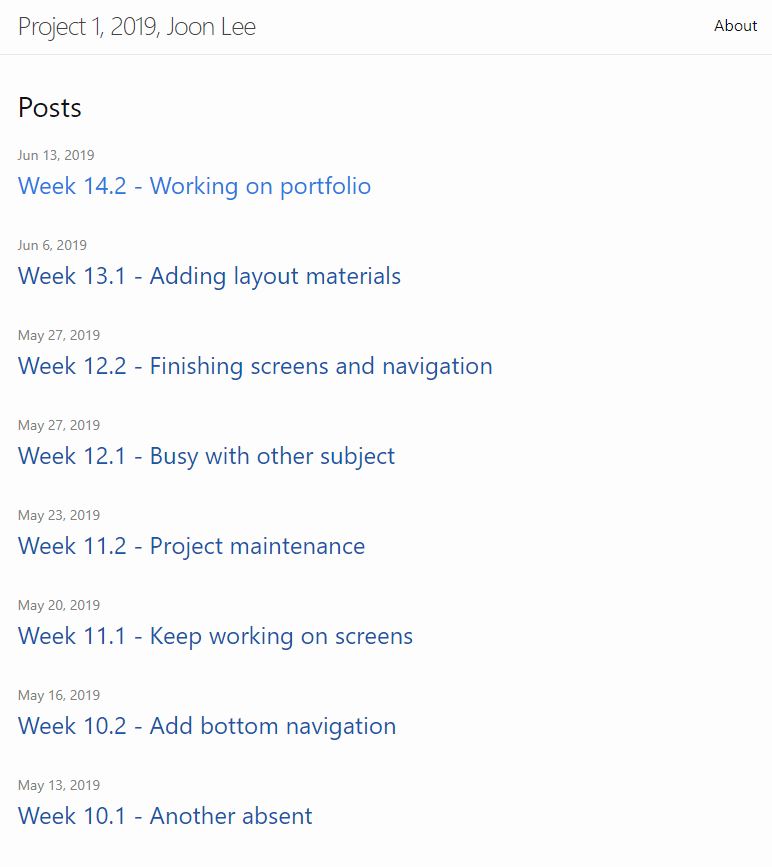 Project 1, 2019, Joon Lee
About
Posts
Jun 13, 2019
Week 14.2 - Working on portfolio
Jun 6, 2019
Week 13.1 - Adding layout materials
May 27, 2019
Week 12.2 - Finishing screens and navigation
May 27, 2019
Week 12.1 - Busy with other subject
May 23, 2019
Week 11.2 - Project maintenance
May 20, 2019
Week 11.1 - Keep working on screens
May 16, 2019
Week 10.2 - Add bottom navigation
May 13, 2019
Week 10.1 - Another absent